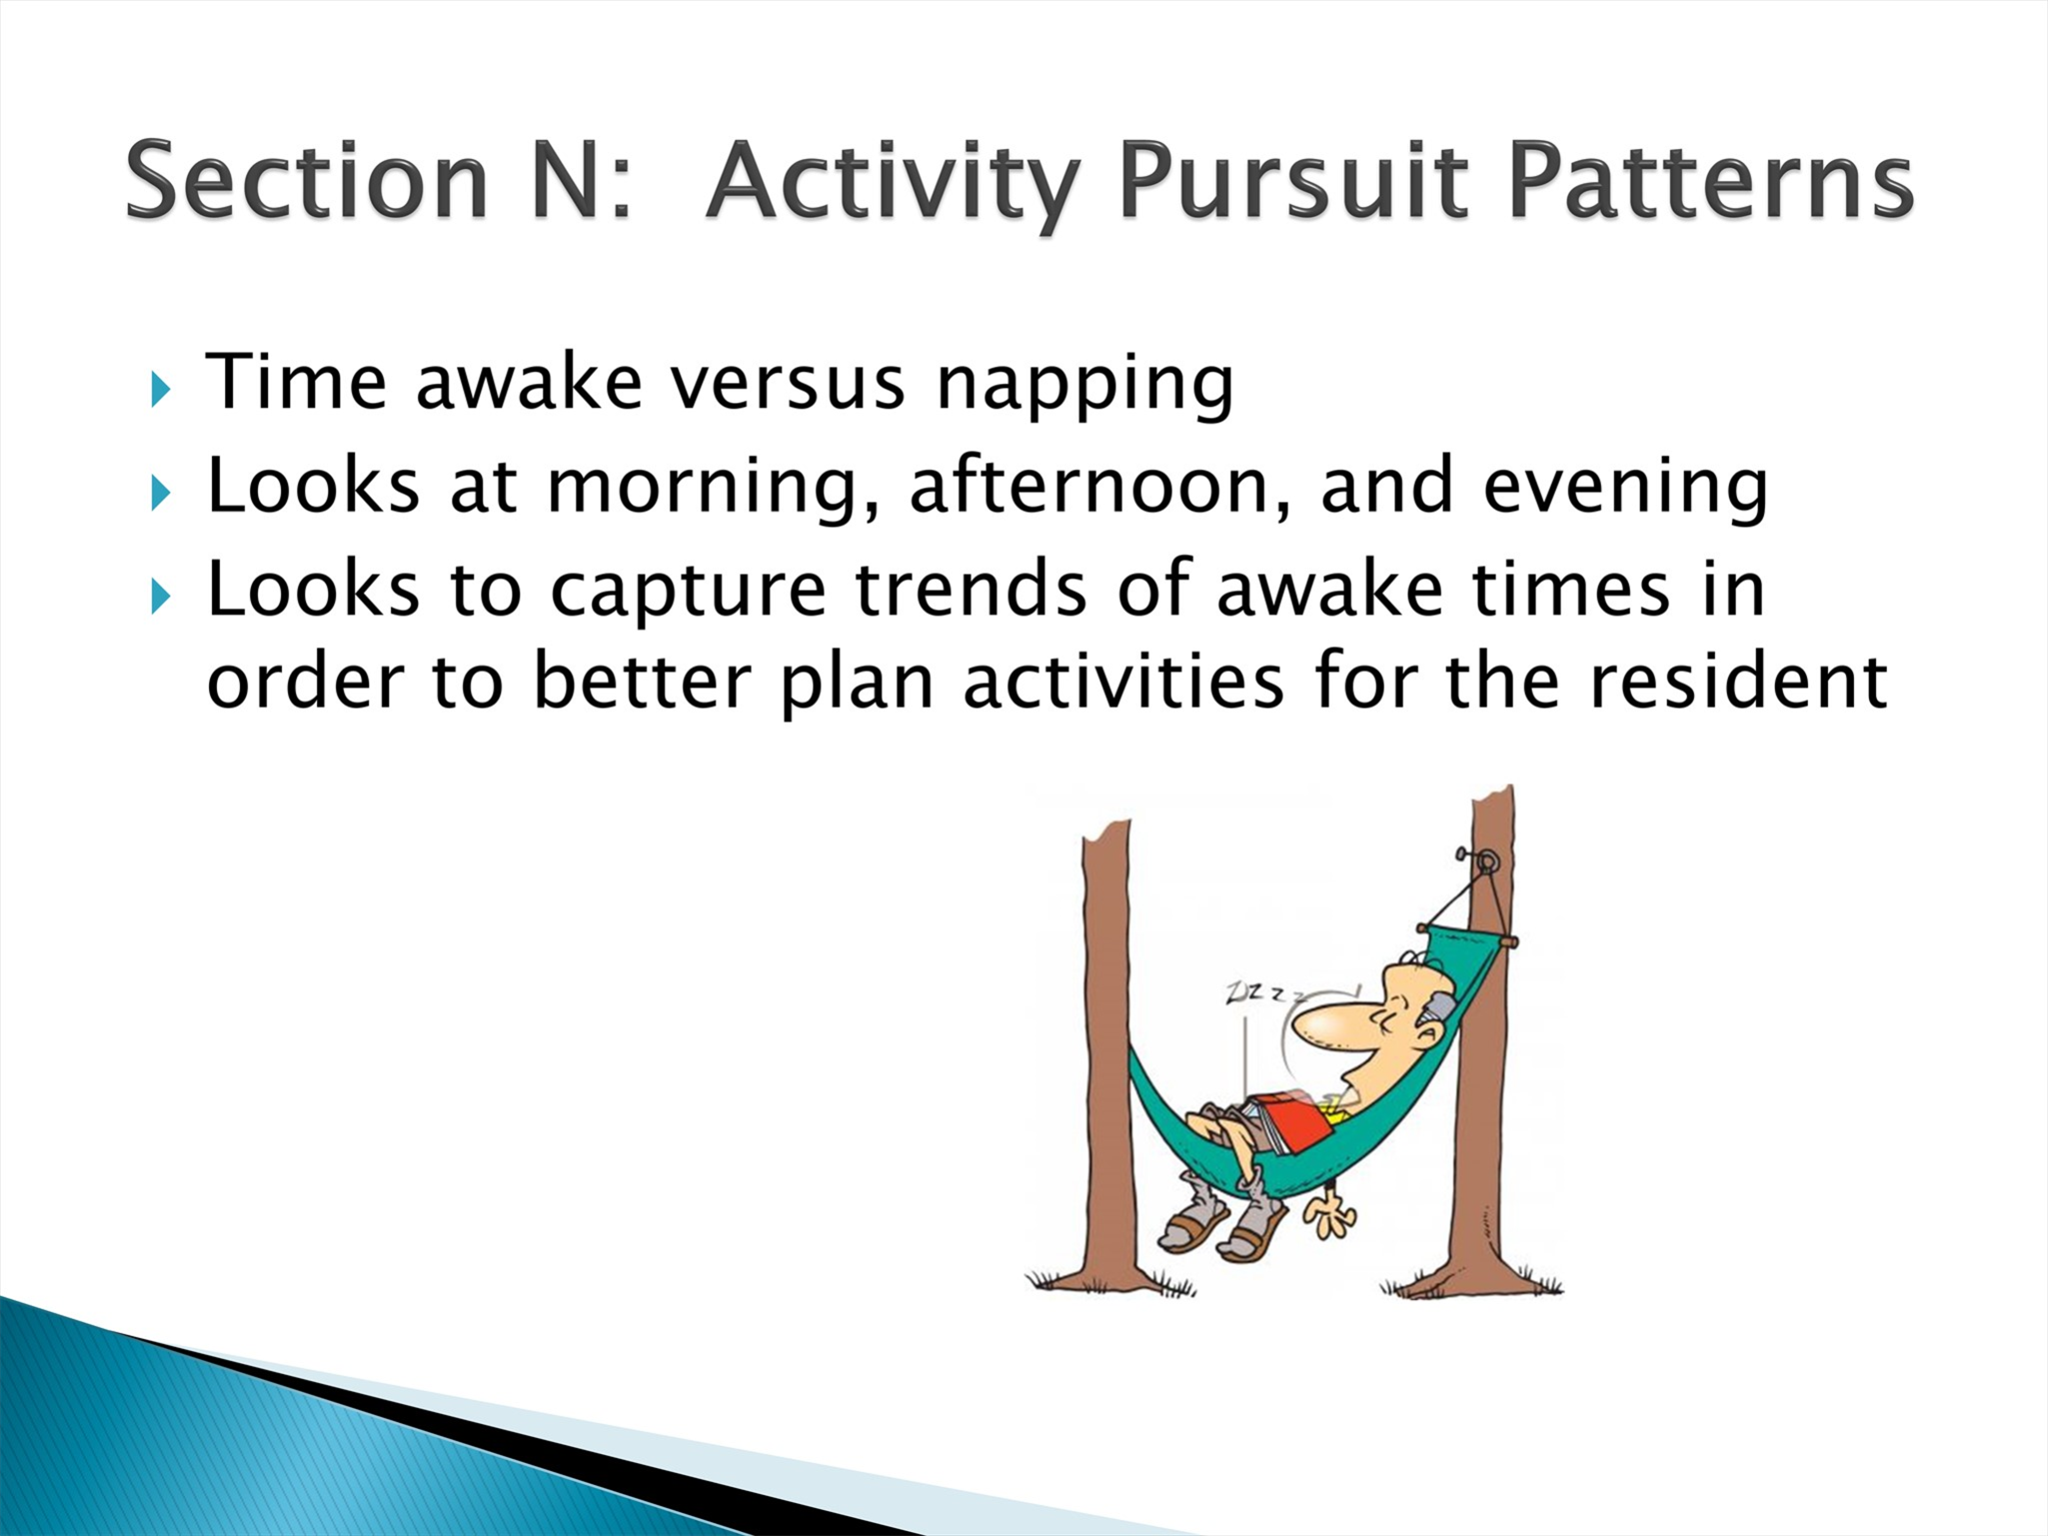 Section N: Activity Pursuit Patterns
Time awake versus napping
Looks at morning, afternoon, and evening
Looks to capture trends of awake times in
order to better plan activities for the resident
zzzz